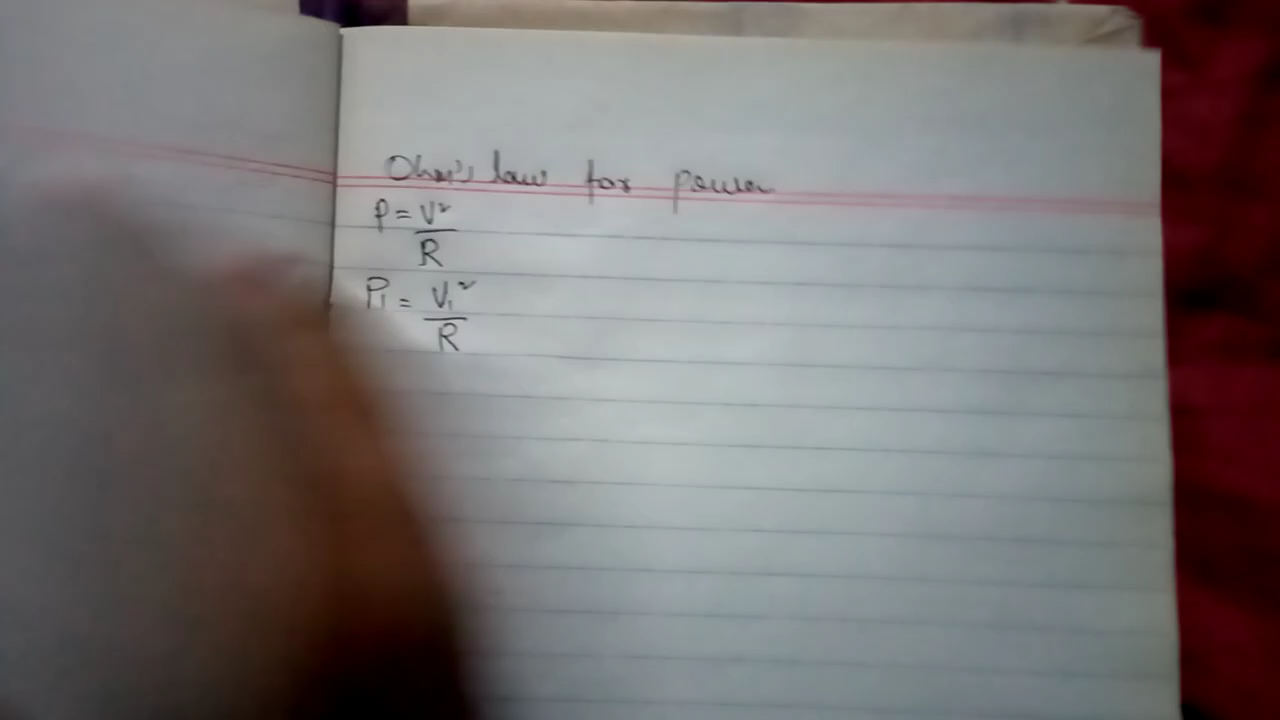 Ohm's law for power
P = V²
R
P₁ = V₁²
R